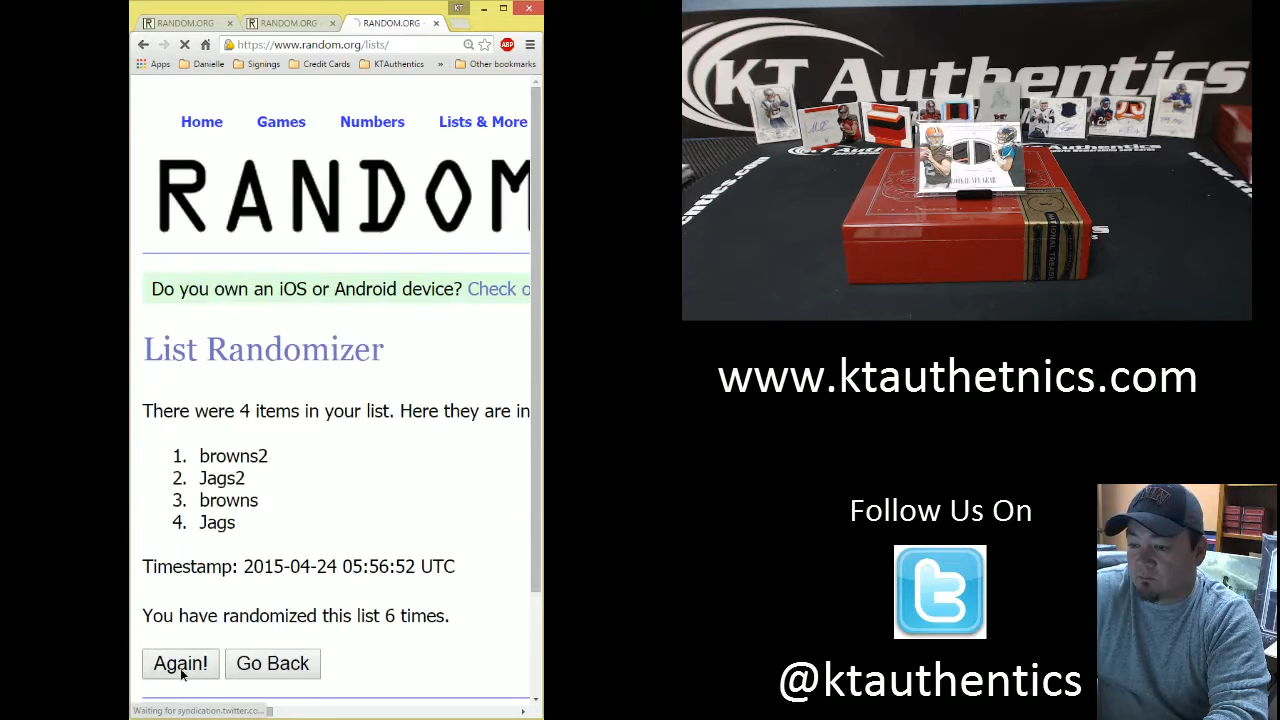 KT
RANDOM.ORG -
RANDOM.ORG -
RANDOM.ORG -
https://www.random.org/lists/
ABP
Apps
Danielle
Signings
Credit Cards
KTAuthentics
»
Other bookmarks
Home
Games
Numbers
Lists & More
RANDOM
Do you own an iOS or Android device? Check o
List Randomizer
There were 4 items in your list. Here they are in
1. browns2
2. Jags2
3. browns
4. Jags
Timestamp: 2015-04-24 05:56:52 UTC
You have randomized this list 6 times.
Again!
Go Back
Waiting for syndication.twitter.co...
KT Authentics
www.ktauthetnics.com
Follow Us On
@ktauthentics